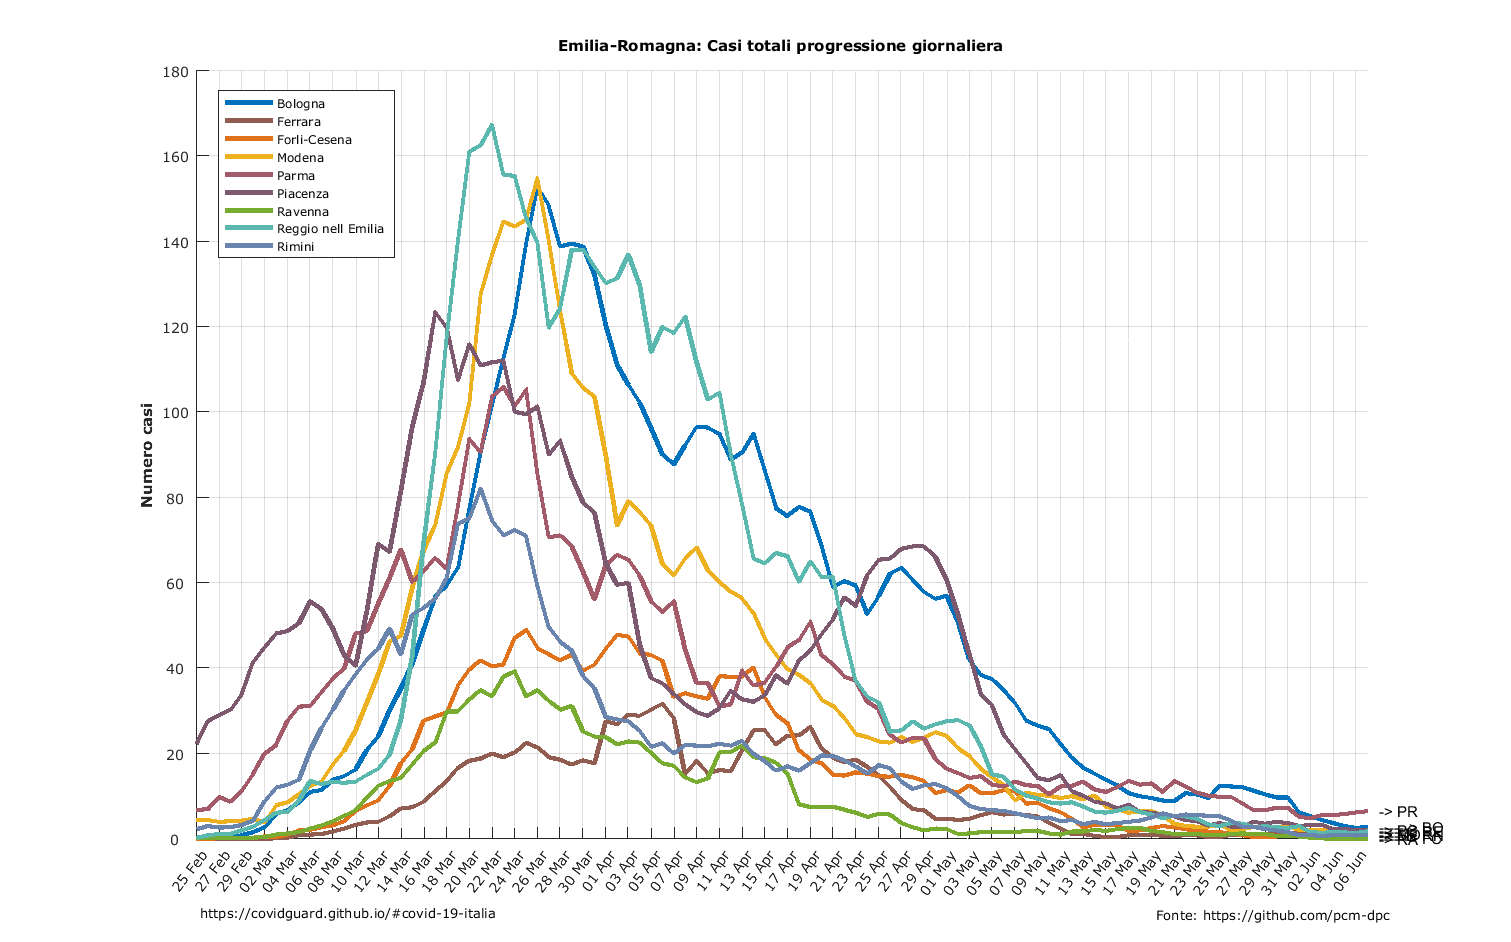 Emilia-Romagna: Casi totali progressione giornaliera
180
160
140
120
100
80
60
40
20
0
Numero casi
Bologna
Ferrara
Forli-Cesena
Modena
Parma
Piacenza
Ravenna
Reggio nell Emilia
Rimini
-> PR
25 Feb
27 Feb
29 Feb
02 Mar
04 Mar
06 Mar
08 Mar
10 Mar
12 Mar
14 Mar
16 Mar
18 Mar
20 Mar
22 Mar
24 Mar
26 Mar
28 Mar
30 Mar
01 Apr
03 Apr
05 Apr
07 Apr
09 Apr
11 Apr
13 Apr
15 Apr
17 Apr
19 Apr
21 Apr
23 Apr
25 Apr
27 Apr
29 Apr
01 May
03 May
05 May
07 May
09 May
11 May
13 May
15 May
17 May
19 May
21 May
23 May
25 May
27 May
29 May
31 May
02 Jun
04 Jun
06 Jun
https://covidguard.github.io/#covid-19-italia
Fonte: https://github.com/pcm-dpc